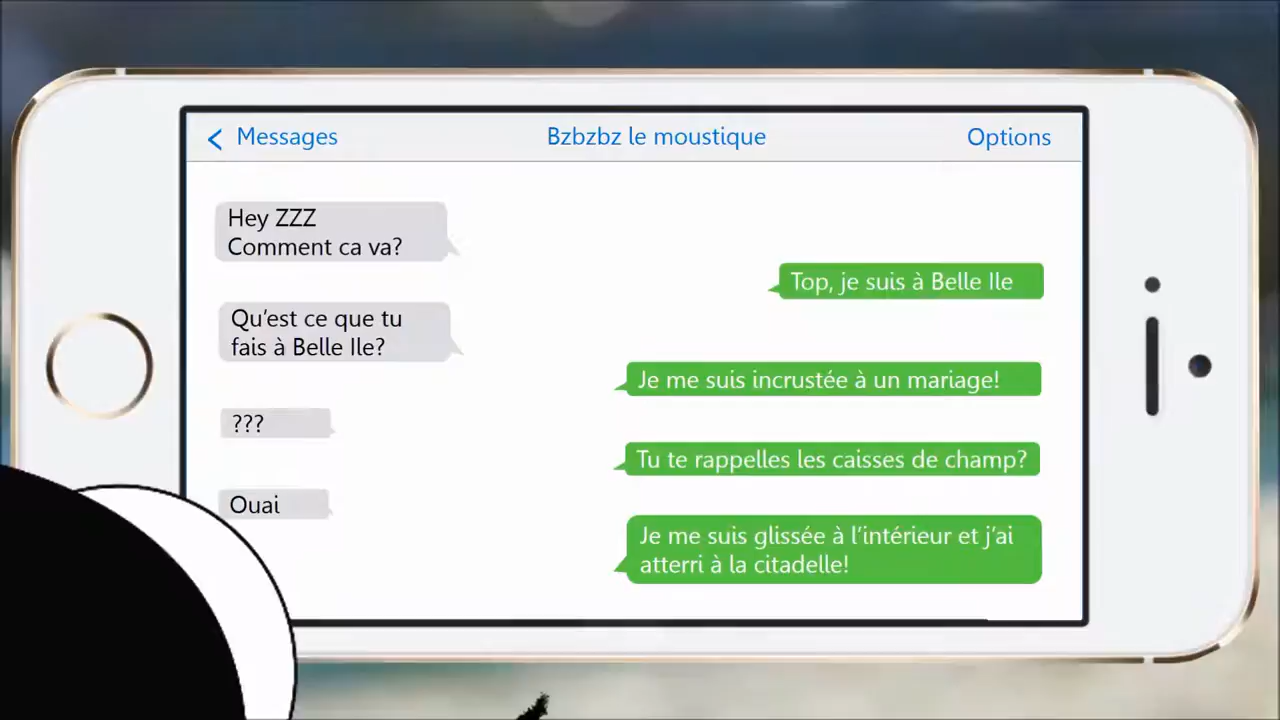 Messages
Bzbzbz le moustique
Options
Hey ZZZ
Comment ca va?
Top, je suis à Belle Ile
Qu’est ce que tu
fais à Belle Ile?
Je me suis incrustée à un mariage!
???
Tu te rappelles les caisses de champ?
Ouai
Je me suis glissée à l’intérieur et j’ai
atterri à la citadelle!